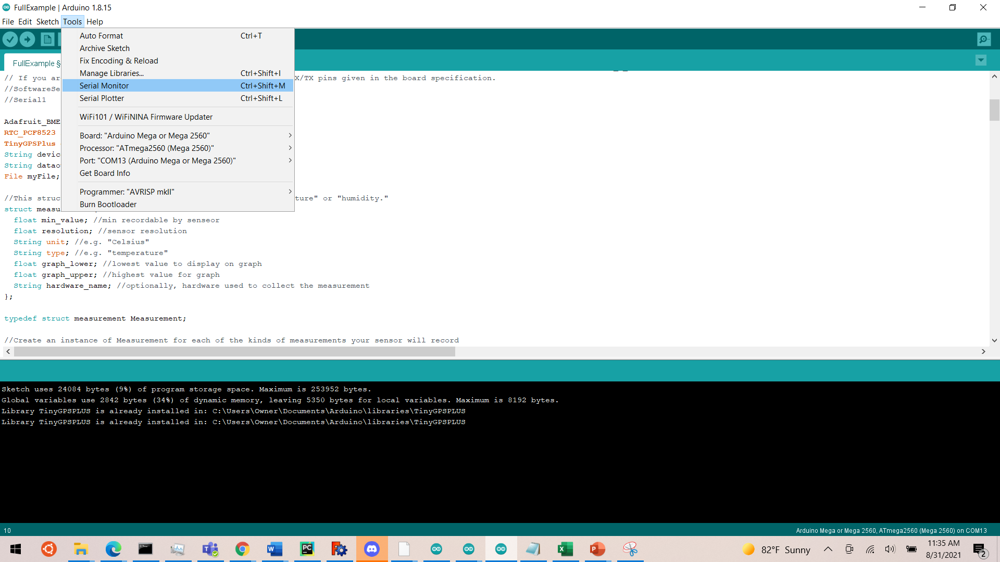 FullExample | Arduino 1.8.15
File Edit Sketch Tools Help
Auto Format Ctrl+T
Archive Sketch
Fix Encoding & Reload
Manage Libraries... Ctrl+Shift+I
Serial Monitor Ctrl+Shift+M
Serial Plotter Ctrl+Shift+L
WiFi101 / WiFiNINA Firmware Updater
Board: "Arduino Mega or Mega 2560"
Processor: "ATmega2560 (Mega 2560)"
Port: "COM13 (Arduino Mega or Mega 2560)"
Get Board Info
Programmer: "AVRISP mkII"
Burn Bootloader
FullExample §
// If you ar X/TX pins given in the board specification.
//SoftwareSe
//Serial1
Adafruit_BME
RTC_PCF8523
TinyGPSPlus
String devic
String datao
File myFile;
//This struc ture" or "humidity."
struct measu
float min_value; //min recordable by senseor
float resolution; //sensor resolution
String unit; //e.g. "Celsius"
String type; //e.g. "temperature"
float graph_lower; //lowest value to display on graph
float graph_upper; //highest value for graph
String hardware_name; //optionally, hardware used to collect the measurement
};
typedef struct measurement Measurement;
//Create an instance of Measurement for each of the kinds of measurements your sensor will record
Sketch uses 24084 bytes (9%) of program storage space. Maximum is 253952 bytes.
Global variables use 2842 bytes (34%) of dynamic memory, leaving 5350 bytes for local variables. Maximum is 8192 bytes.
Library TinyGPSPLUS is already installed in: C:\Users\Owner\Documents\Arduino\libraries\TinyGPSPLUS
Library TinyGPSPLUS is already installed in: C:\Users\Owner\Documents\Arduino\libraries\TinyGPSPLUS
10 Arduino Mega or Mega 2560, ATmega2560 (Mega 2560) on COM13
82°F Sunny
11:35 AM
8/31/2021
2